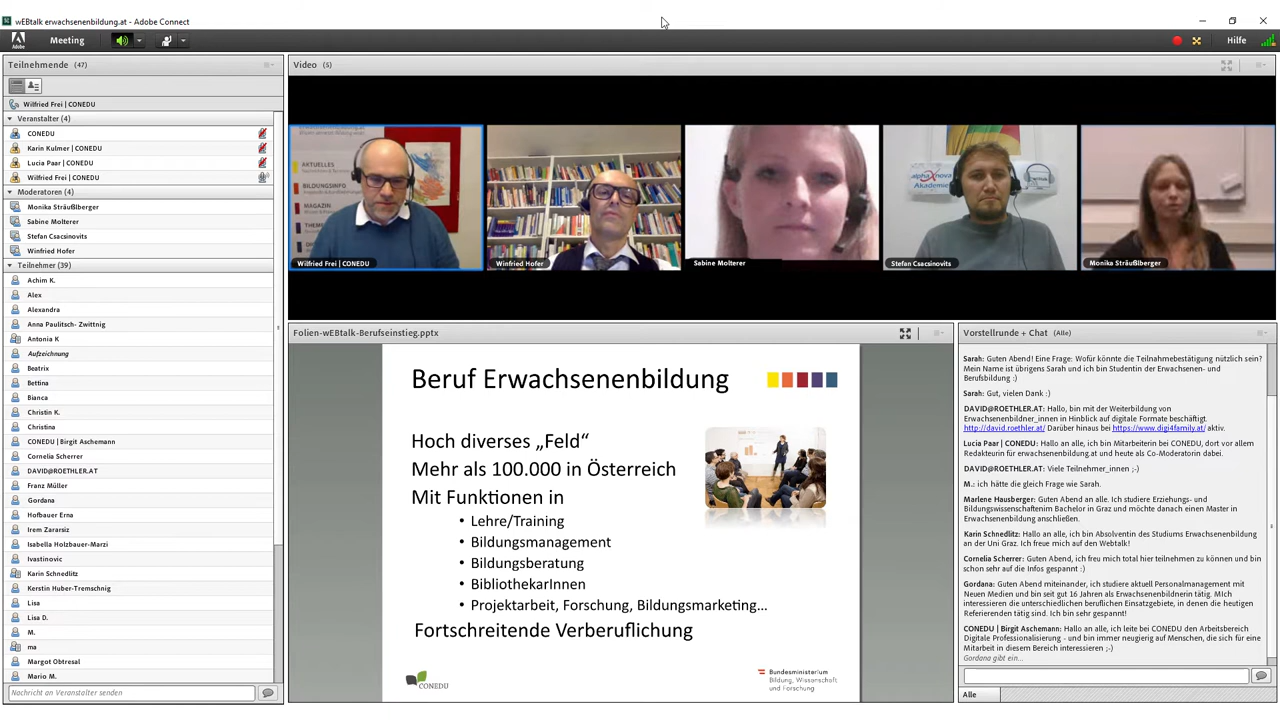 wEBtalk erwachsenenbildung.at - Adobe Connect
Adobe
Meeting
Hilfe
Teilnehmende (47)
Wilfried Frei | CONEDU
Veranstalter (4)
CONEDU
Karin Kulmer | CONEDU
Lucia Paar | CONEDU
Wilfried Frei | CONEDU
Moderatoren (4)
Monika Sträußlberger
Sabine Molterer
Stefan Csacsinovits
Winfried Hofer
Teilnehmer (39)
Achim K.
Alex
Alexandra
Anna Paulitsch- Zwittnig
Antonia K
Aufzeichnung
Beatrix
Bettina
Bianca
Christin K.
Christina
CONEDU | Birgit Aschemann
Cornelia Scherrer
DAVID@ROETHLER.AT
Franz Müller
Gordana
Hofbauer Erna
Irem Zararsiz
Isabella Holzbauer-Marzi
Ivastinovic
Karin Schnedlitz
Kerstin Huber-Tremschnig
Lisa
Lisa D.
M.
ma
Margot Obtresal
Mario M.
Nachricht an Veranstalter senden
Video (5)
AKTUELLES
BILDUNGSINFO
MAGAZIN
alpha nova
Akademie
Wilfried Frei | CONEDU
Winfried Hofer
Sabine Molterer
Stefan Csacsinovits
Monika Sträußlberger
Folien-wEBtalk-Berufseinstieg.pptx
Beruf Erwachsenenbildung
Hoch diverses „Feld“
Mehr als 100.000 in Österreich
Mit Funktionen in
• Lehre/Training
• Bildungsmanagement
• Bildungsberatung
• BibliothekarInnen
• Projektarbeit, Forschung, Bildungsmarketing...
Fortschreitende Verberuflichung
CONEDU
Bundesministerium
Bildung, Wissenschaft
und Forschung
Vorstellrunde + Chat (Alle)
Sarah: Guten Abend! Eine Frage: Wofür könnte die Teilnahmebestätigung nützlich sein?
Mein Name ist übrigens Sarah und ich bin Studentin der Erwachsenen- und
Berufsbildung :)
Sarah: Gut, vielen Dank :)
DAVID@ROETHLER.AT: Hallo, bin mit der Weiterbildung von
Erwachsenenbildner_innen in Hinblick auf digitale Formate beschäftigt.
http://david.roethler.at/ Darüber hinaus bei https://www.digi4family.at/ aktiv.
Lucia Paar | CONEDU: Hallo an alle, ich bin Mitarbeiterin bei CONEDU, dort vor allem
Redakteurin für erwachsenenbildung.at und heute als Co-Moderatorin dabei.
DAVID@ROETHLER.AT: Viele Teilnehmer_innen ;-)
M.: ich hätte die gleich Frage wie Sarah.
Marlene Hausberger: Guten Abend an alle. Ich studiere Erziehungs- und
Bildungswissenschaftenim Bachelor in Graz und möchte danach einen Master in
Erwachsenenbildung anschließen.
Karin Schnedlitz: Hallo an alle, ich bin Absolventin des Studiums Erwachsenenbildung
an der Uni Graz. Ich freue mich auf den Webtalk!
Cornelia Scherrer: Guten Abend, ich freu mich total hier teilnehmen zu können und bin
schon sehr auf die Infos gespannt :)
Gordana: Guten Abend miteinander, ich studiere aktuell Personalmanagement mit
Neuen Medien und bin seit gut 16 Jahren als Erwachsenenbildnerin tätig. MIch
interessieren die unterschiedlichen beruflichen Einsatzgebiete, in denen die heutigen
Referierenden tätig sind. Ich bin sehr gespannt!
CONEDU | Birgit Aschemann: Hallo an alle, ich leite bei CONEDU den Arbeitsbereich
Digitale Professionalisierung - und bin immer neugierig auf Menschen, die sich für eine
Mitarbeit in diesem Bereich interessieren ;-)
Gordana gibt ein...
Alle